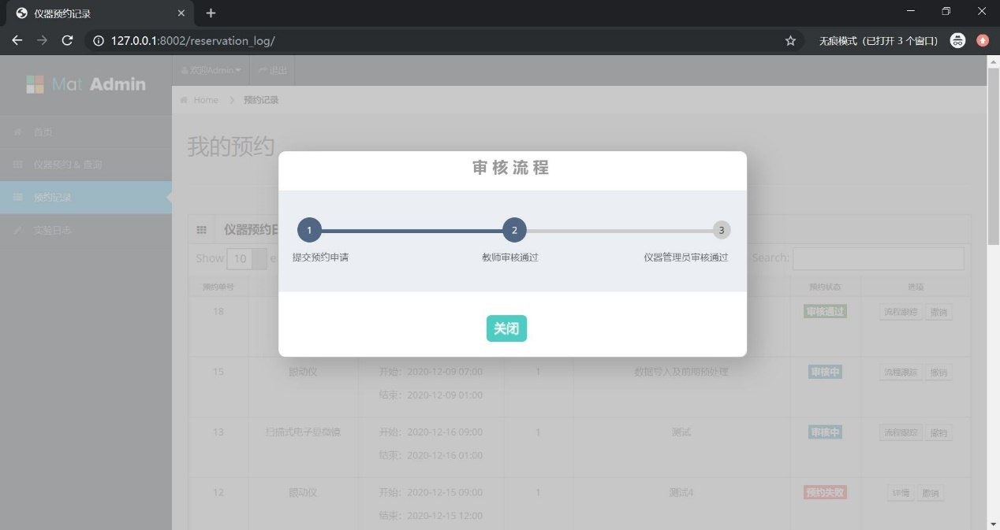 仪器预约记录
127.0.0.1:8002/reservation_log/
无痕模式（已打开 3 个窗口）
Mat Admin
欢迎Admin
退出
Home
预约记录
首页
仪器预约 & 查询
预约记录
实验日志
我的预约
审核流程
1
2
3
提交预约申请
教师审核通过
仪器管理员审核通过
关闭
仪器预约日
Show 10 e
Search:
预约单号
预约状态
选项
18
审核通过
流程跟踪
撤销
15
眼动仪
开始：2020-12-09 07:00
结束：2020-12-09 01:00
1
数据导入及前期预处理
审核中
流程跟踪
撤销
13
扫描式电子显微镜
开始：2020-12-16 09:00
结束：2020-12-16 01:00
1
测试
审核中
流程跟踪
撤销
12
眼动仪
开始：2020-12-15 09:00
结束：2020-12-15 12:00
1
测试4
预约失败
详情
撤销